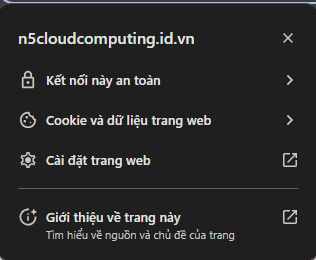 n5cloudcomputing.id.vn
Kết nối này an toàn
Cookie và dữ liệu trang web
Cài đặt trang web
Giới thiệu về trang này
Tìm hiểu về nguồn và chủ đề của trang